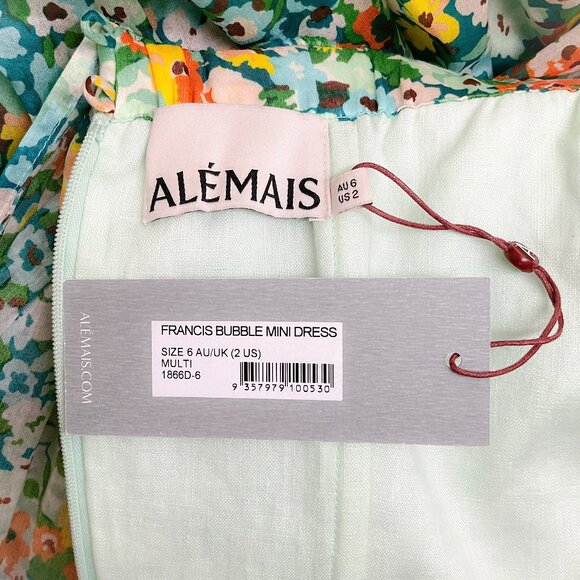 ALÉMAIS
AU 6
US 2
ALÉMAIS.COM
FRANCIS BUBBLE MINI DRESS
SIZE 6 AU/UK (2 US)
MULTI
1866D-6
9 357979 100530